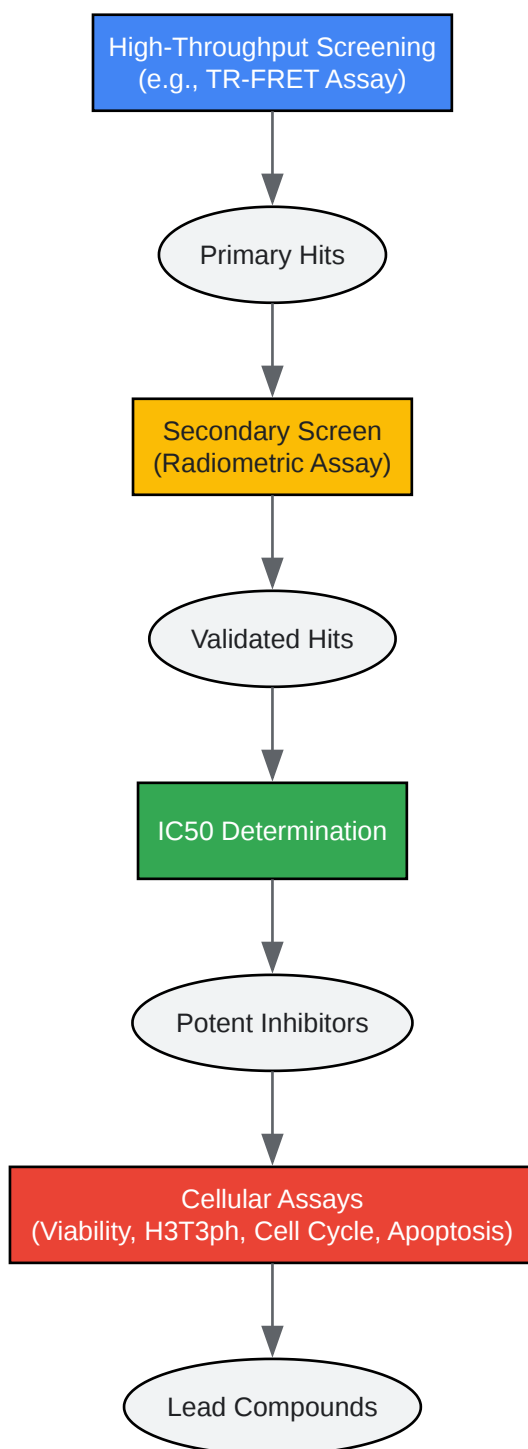 High-Throughput Screening
(e.g., TR-FRET Assay)
Primary Hits
Secondary Screen
(Radiometric Assay)
Validated Hits
IC50 Determination
Potent Inhibitors
Cellular Assays
(Viability, H3T3ph, Cell Cycle, Apoptosis)
Lead Compounds